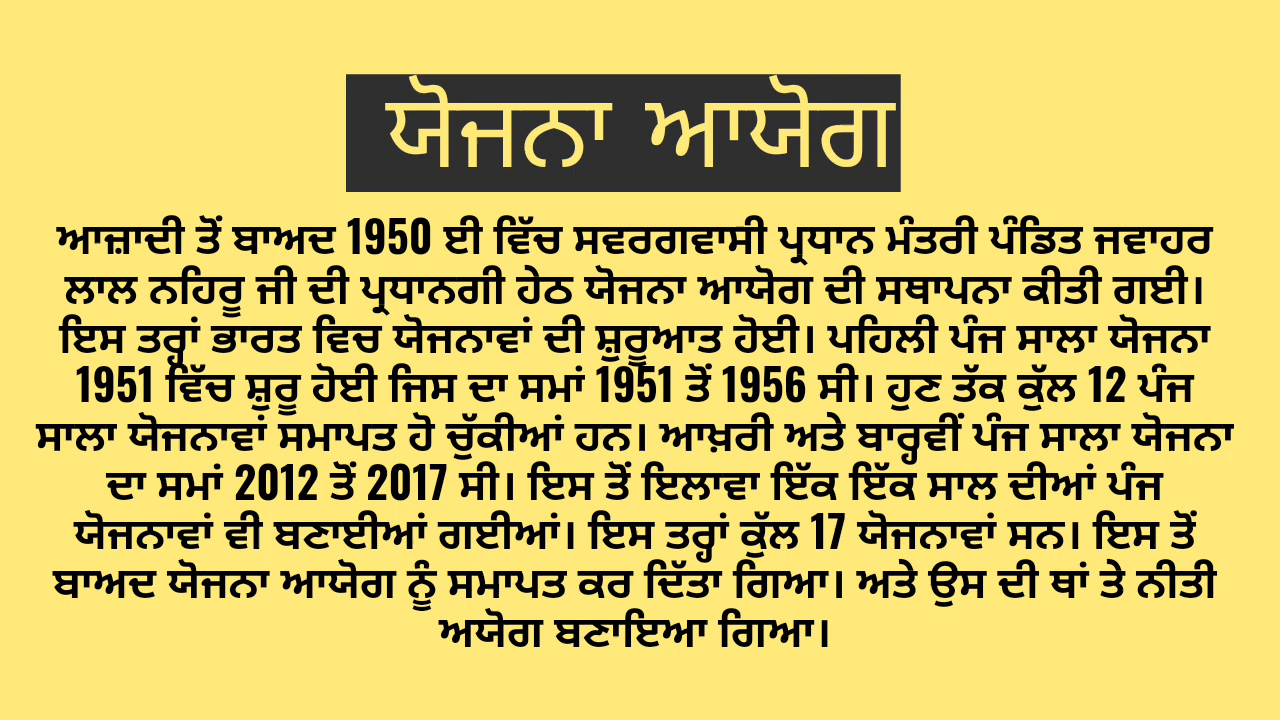 ਯੋਜਨਾ ਆਯੋਗ
ਆਜ਼ਾਦੀ ਤੋਂ ਬਾਅਦ 1950 ਈ ਵਿੱਚ ਸਵਰਗਵਾਸੀ ਪ੍ਰਧਾਨ ਮੰਤਰੀ ਪੰਡਿਤ ਜਵਾਹਰ
ਲਾਲ ਨਹਿਰੂ ਜੀ ਦੀ ਪ੍ਰਧਾਨਗੀ ਹੇਠ ਯੋਜਨਾ ਆਯੋਗ ਦੀ ਸਥਾਪਨਾ ਕੀਤੀ ਗਈ।
ਇਸ ਤਰ੍ਹਾਂ ਭਾਰਤ ਵਿਚ ਯੋਜਨਾਵਾਂ ਦੀ ਸ਼ੁਰੂਆਤ ਹੋਈ। ਪਹਿਲੀ ਪੰਜ ਸਾਲਾ ਯੋਜਨਾ
1951 ਵਿੱਚ ਸ਼ੁਰੂ ਹੋਈ ਜਿਸ ਦਾ ਸਮਾਂ 1951 ਤੋਂ 1956 ਸੀ। ਹੁਣ ਤੱਕ ਕੁੱਲ 12 ਪੰਜ
ਸਾਲਾ ਯੋਜਨਾਵਾਂ ਸਮਾਪਤ ਹੋ ਚੁੱਕੀਆਂ ਹਨ। ਆਖ਼ਰੀ ਅਤੇ ਬਾਰ੍ਹਵੀਂ ਪੰਜ ਸਾਲਾ ਯੋਜਨਾ
ਦਾ ਸਮਾਂ 2012 ਤੋਂ 2017 ਸੀ। ਇਸ ਤੋਂ ਇਲਾਵਾ ਇੱਕ ਇੱਕ ਸਾਲ ਦੀਆਂ ਪੰਜ
ਯੋਜਨਾਵਾਂ ਵੀ ਬਣਾਈਆਂ ਗਈਆਂ। ਇਸ ਤਰ੍ਹਾਂ ਕੁੱਲ 17 ਯੋਜਨਾਵਾਂ ਸਨ। ਇਸ ਤੋਂ
ਬਾਅਦ ਯੋਜਨਾ ਆਯੋਗ ਨੂੰ ਸਮਾਪਤ ਕਰ ਦਿੱਤਾ ਗਿਆ। ਅਤੇ ਉਸ ਦੀ ਥਾਂ ਤੇ ਨੀਤੀ
ਅਯੋਗ ਬਣਾਇਆ ਗਿਆ।